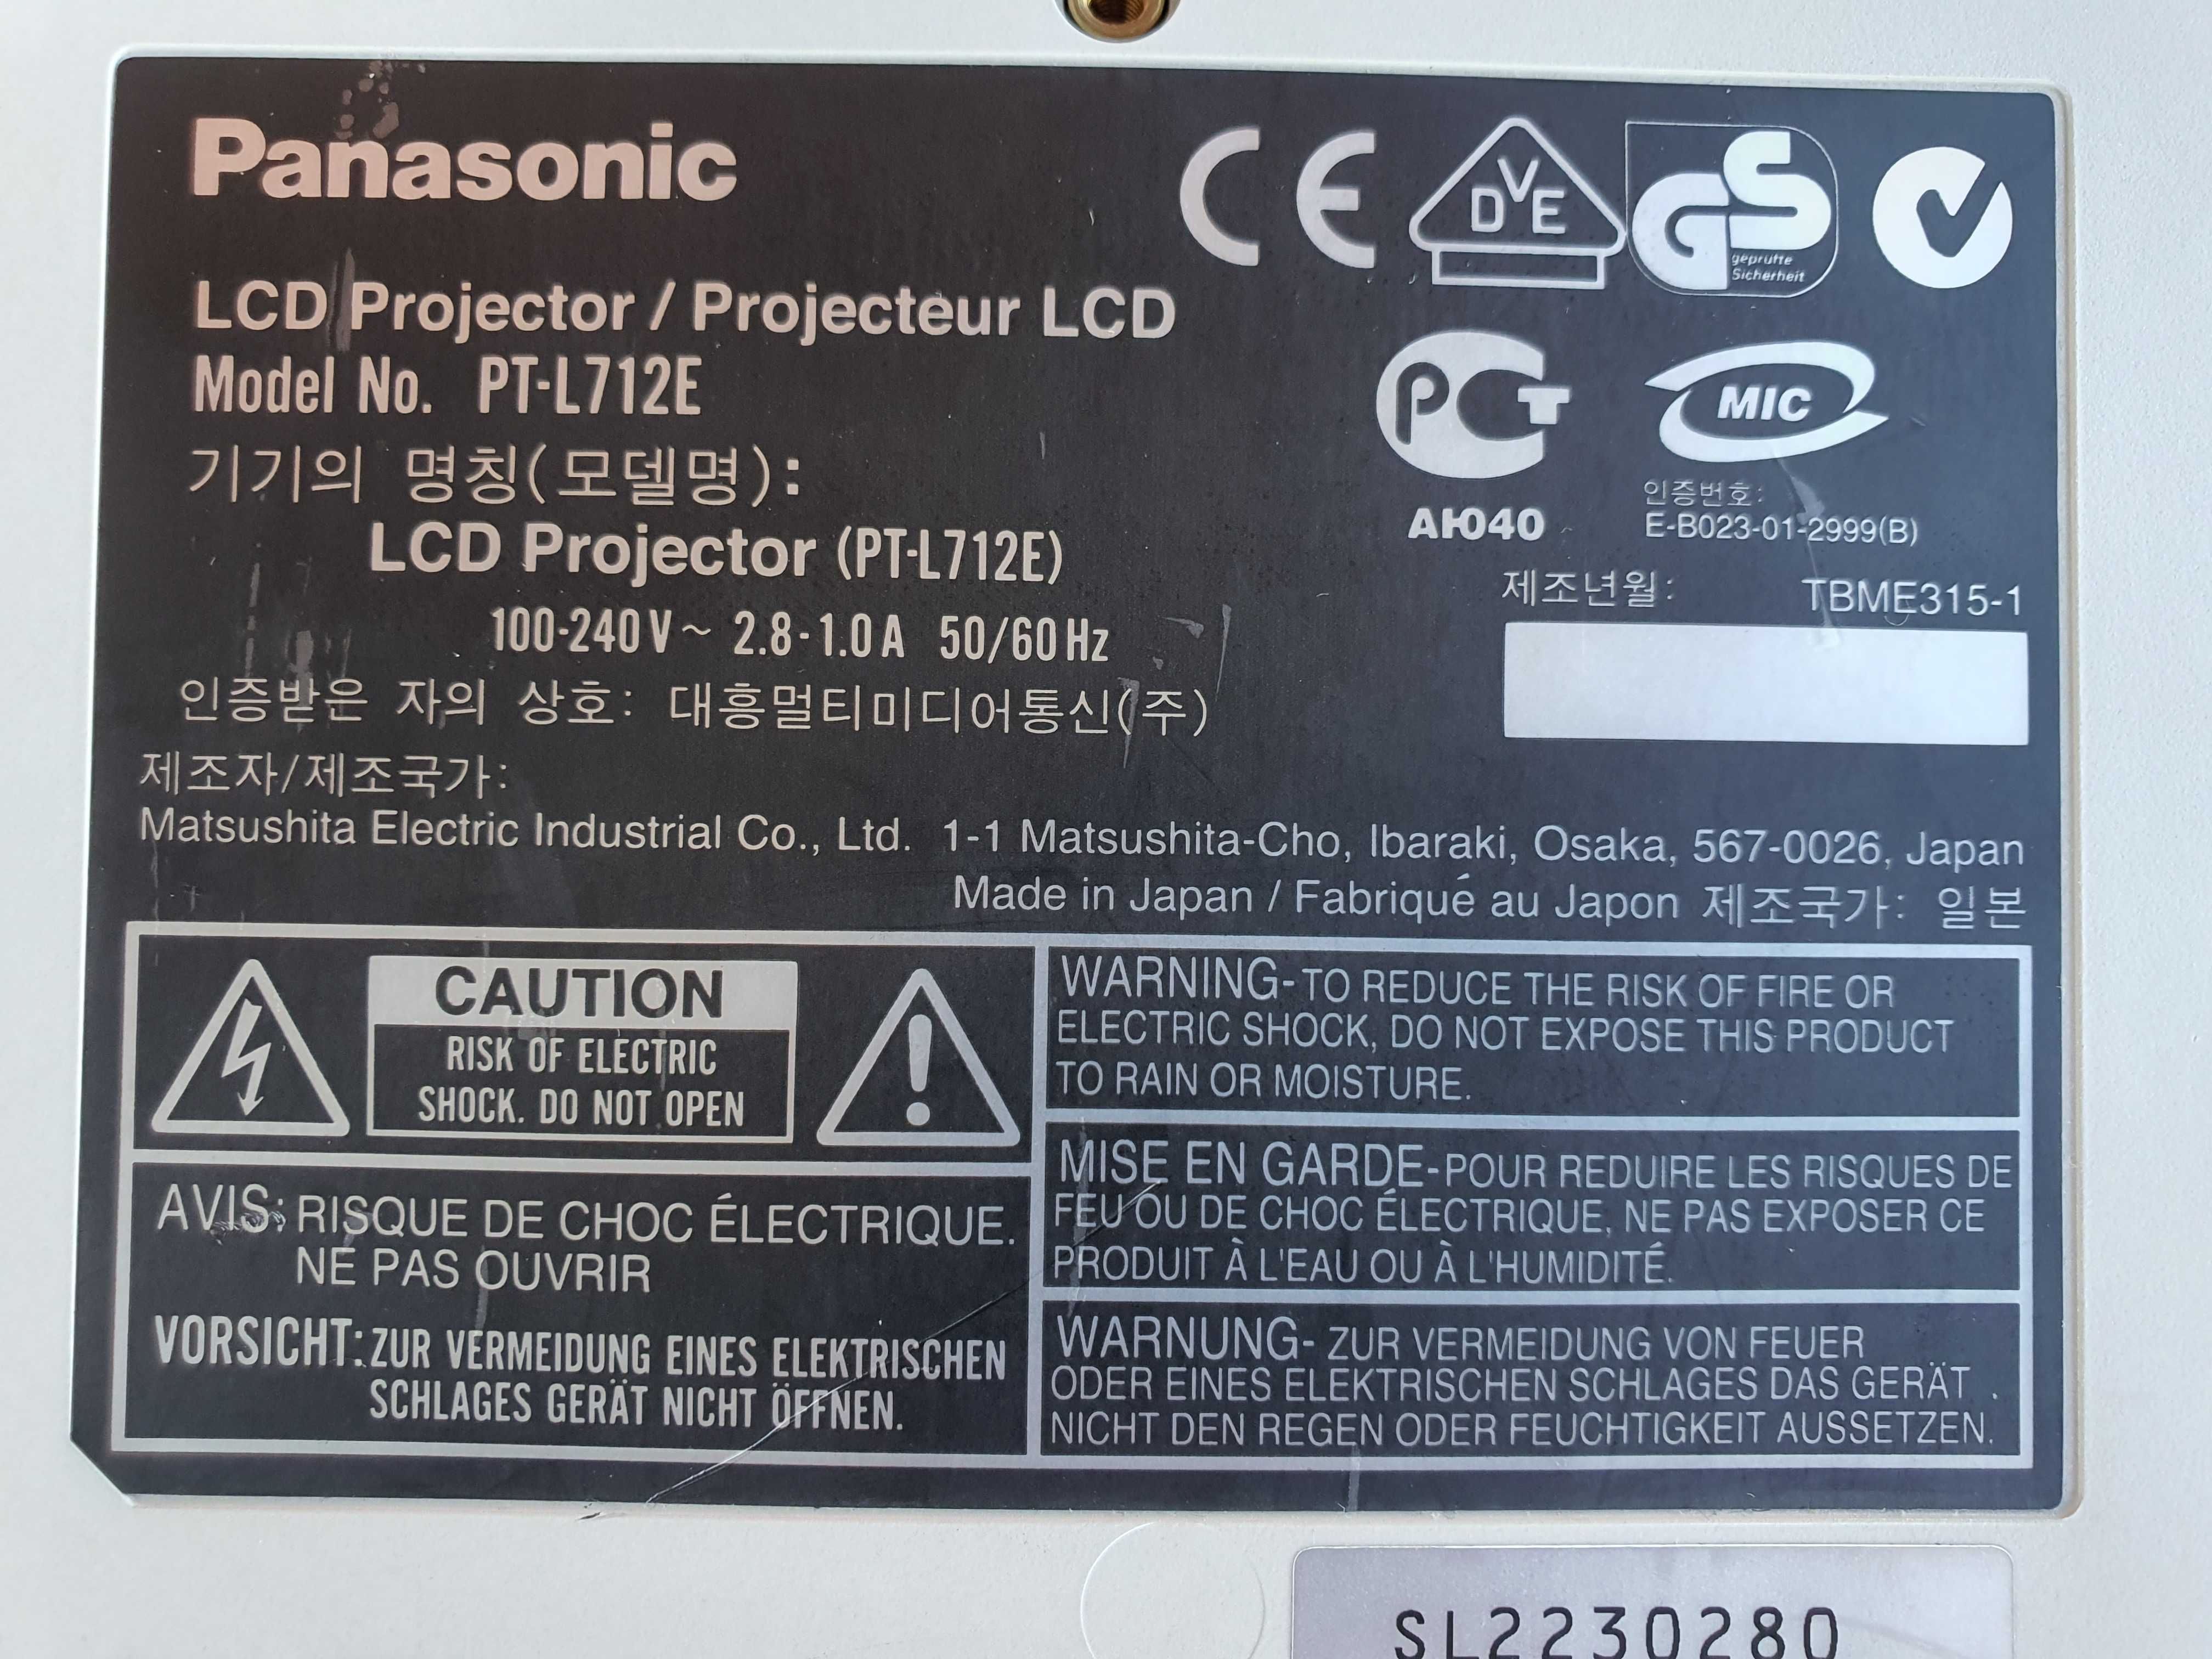 Panasonic
CE
DVE
GS
geprüfte
Sicherheit
LCD Projector / Projecteur LCD
Model No. PT-L712E
기기의 명칭(모델명):
LCD Projector (PT-L712E)
100-240V~ 2.8-1.0A 50/60Hz
PCT
АЮ40
MIC
인증번호:
E-B023-01-2999(B)
제조년월: TBME315-1
인증받은 자의 상호: 대흥멀티미디어통신(주)
제조자/제조국가:
Matsushita Electric Industrial Co., Ltd. 1-1 Matsushita-Cho, Ibaraki, Osaka, 567-0026, Japan
Made in Japan / Fabriqué au Japon 제조국가: 일본
CAUTION
RISK OF ELECTRIC
SHOCK. DO NOT OPEN
AVIS: RISQUE DE CHOC ÉLECTRIQUE.
NE PAS OUVRIR
VORSICHT: ZUR VERMEIDUNG EINES ELEKTRISCHEN
SCHLAGES GERÄT NICHT ÖFFNEN.
WARNING- TO REDUCE THE RISK OF FIRE OR
ELECTRIC SHOCK, DO NOT EXPOSE THIS PRODUCT
TO RAIN OR MOISTURE.
MISE EN GARDE-POUR REDUIRE LES RISQUES DE
FEU OU DE CHOC ÉLECTRIQUE, NE PAS EXPOSER CE
PRODUIT À L'EAU OU À L'HUMIDITÉ.
WARNUNG- ZUR VERMEIDUNG VON FEUER
ODER EINES ELEKTRISCHEN SCHLAGES DAS GERÄT
NICHT DEN REGEN ODER FEUCHTIGKEIT AUSSETZEN.
SL2230280